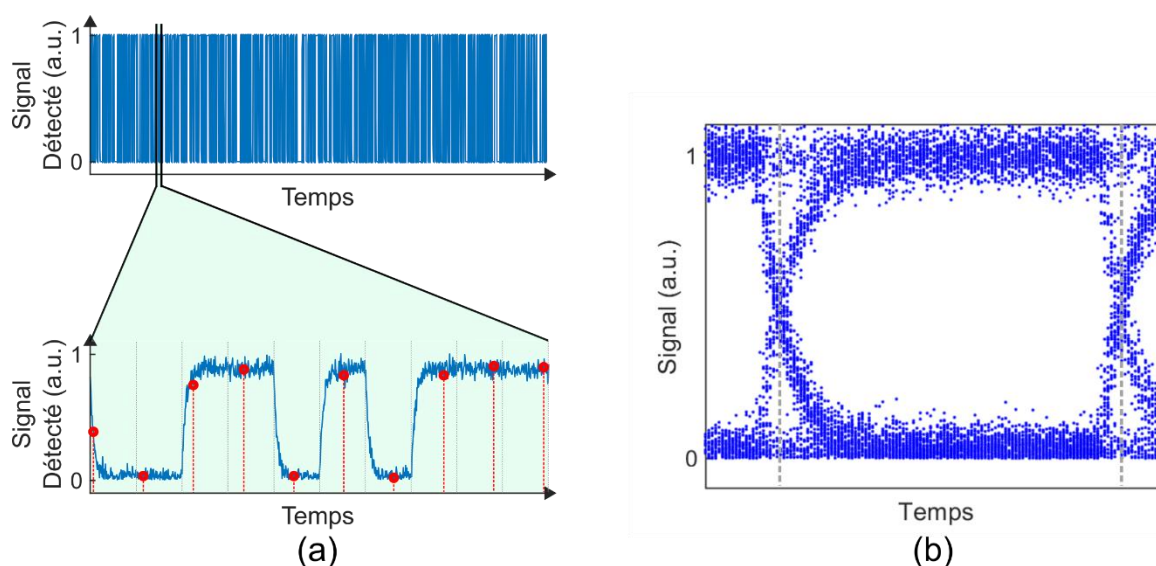 1
Signal
Détecté (a.u.)
0
Temps
1
Signal
Détecté (a.u.)
0
Temps
(a)
1
Signal (a.u.)
0
Temps
(b)